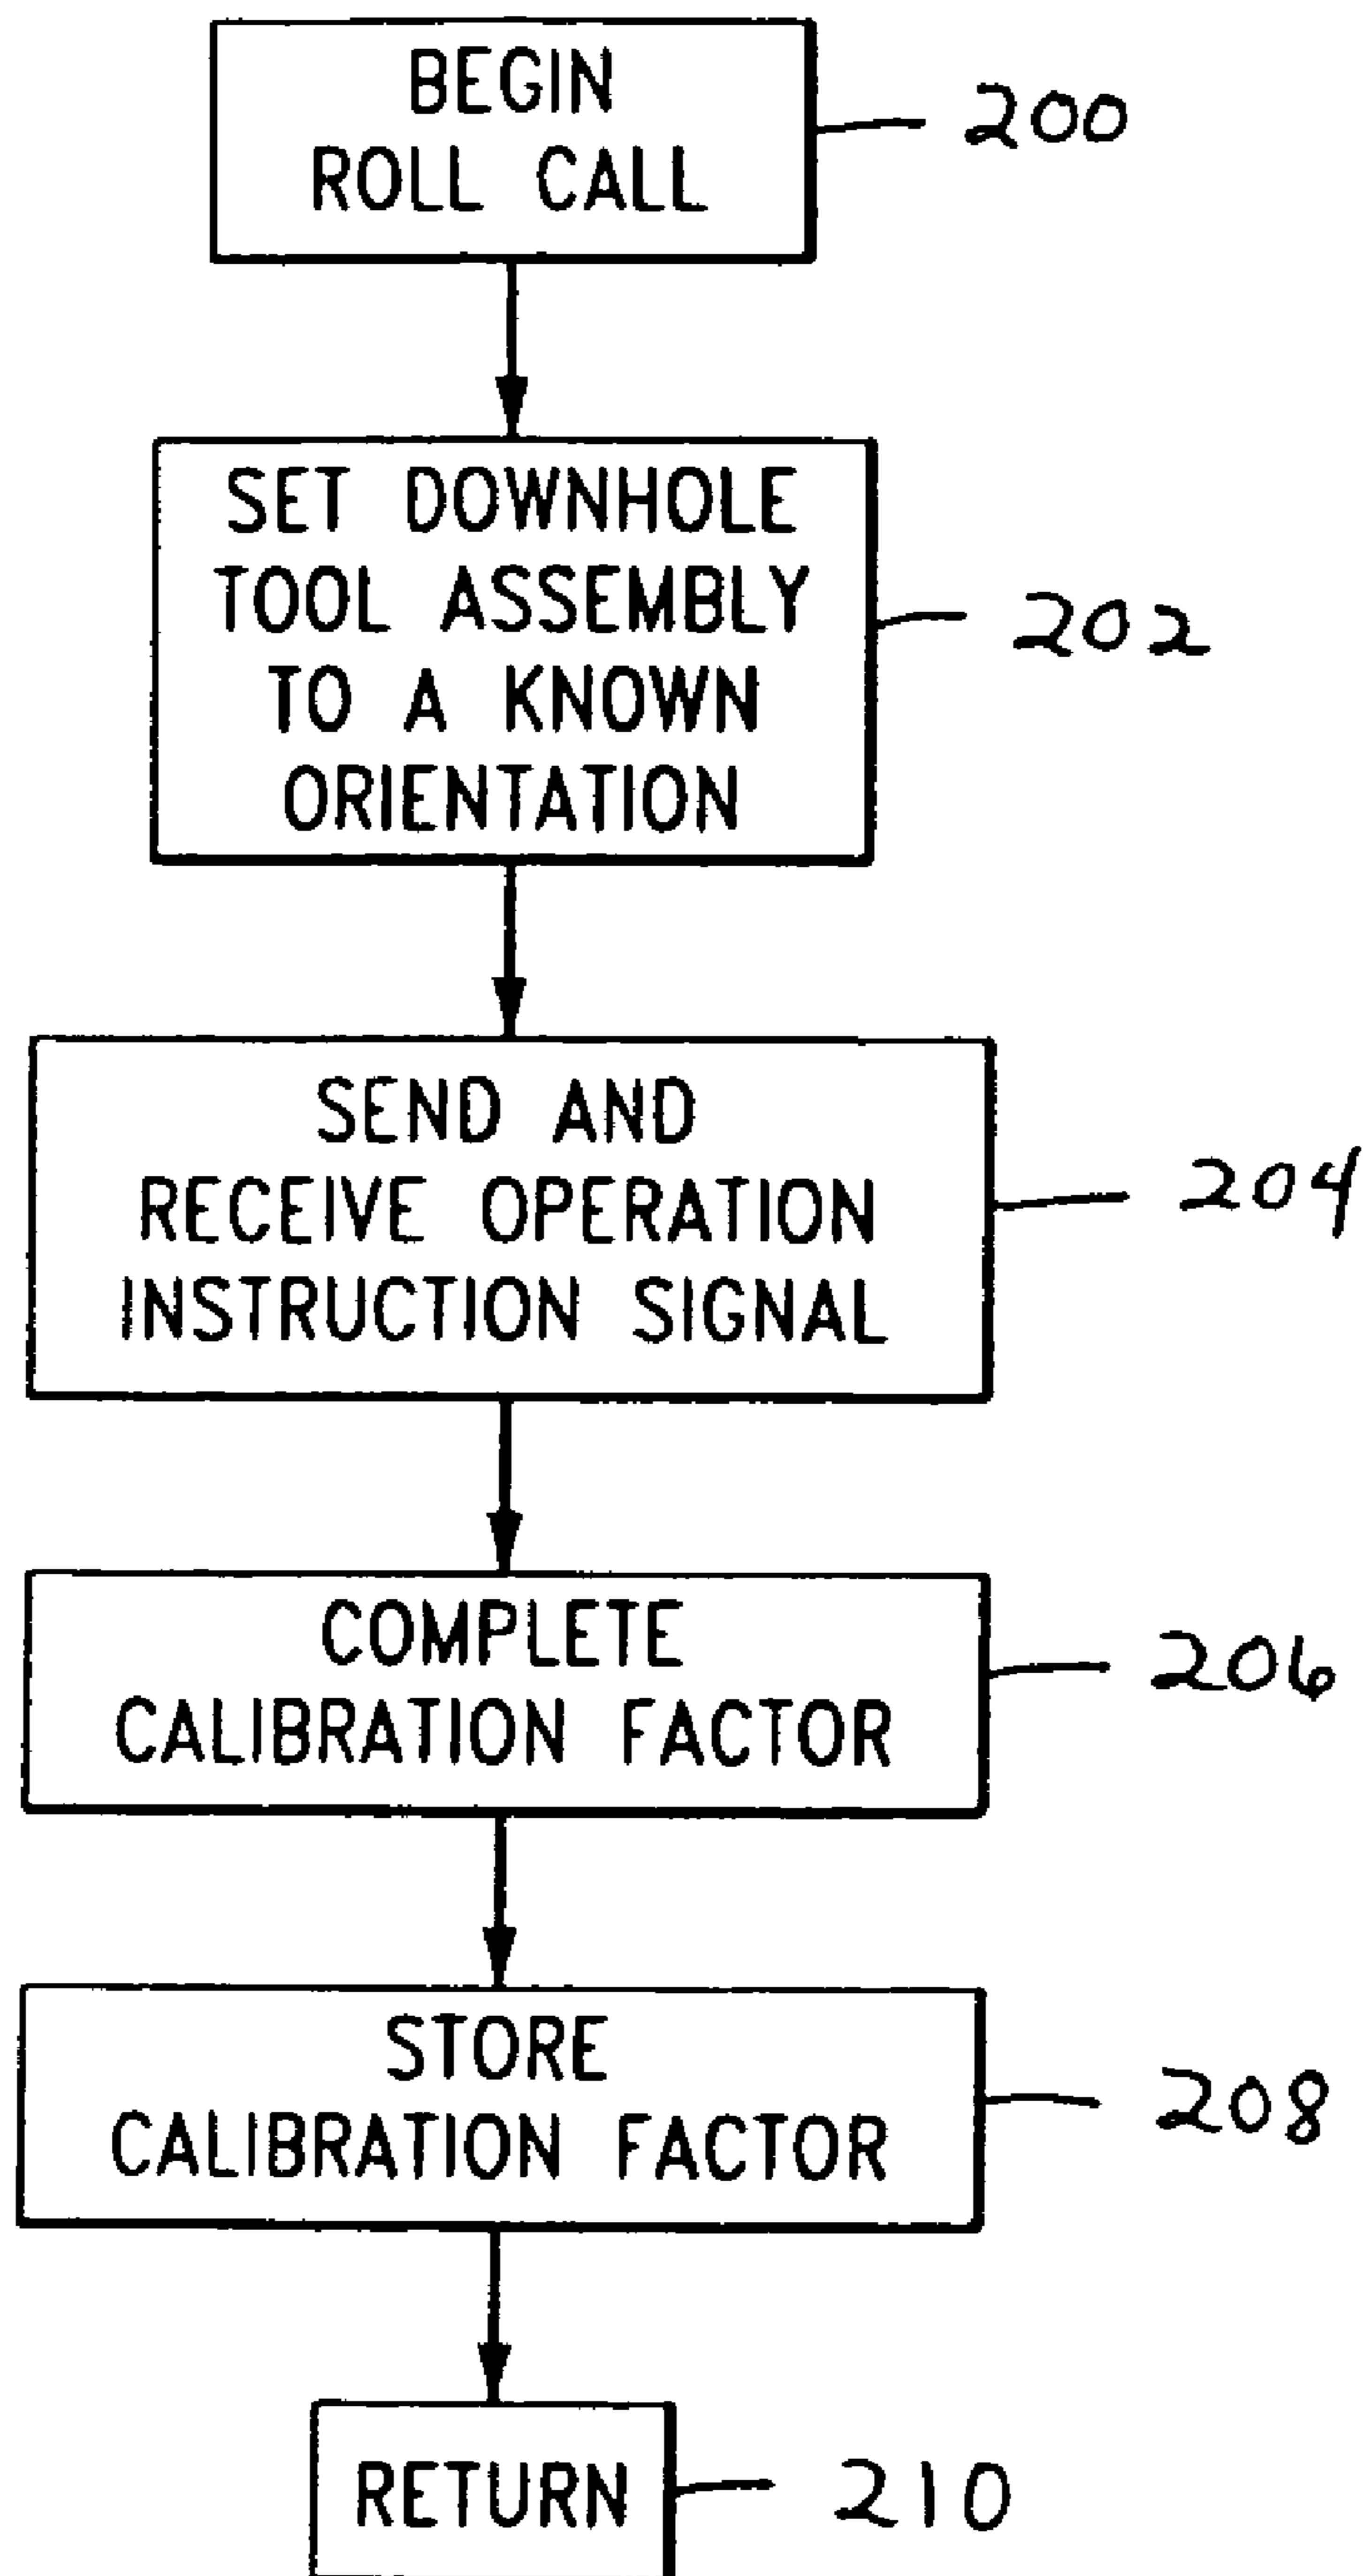 BEGIN
ROLL CALL
200
SET DOWNHOLE
TOOL ASSEMBLY
TO A KNOWN
ORIENTATION
202
SEND AND
RECEIVE OPERATION
INSTRUCTION SIGNAL
204
COMPLETE
CALIBRATION FACTOR
206
STORE
CALIBRATION FACTOR
208
RETURN
210